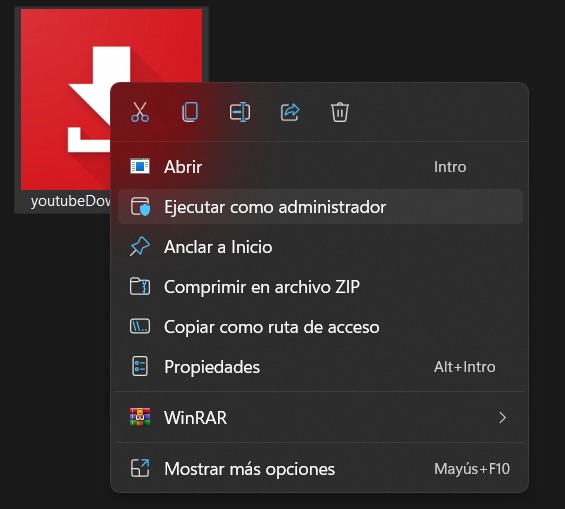 youtubeDow
Abrir Intro
Ejecutar como administrador
Anclar a Inicio
Comprimir en archivo ZIP
Copiar como ruta de acceso
Propiedades Alt+Intro
WinRAR
Mostrar más opciones Mayús+F10